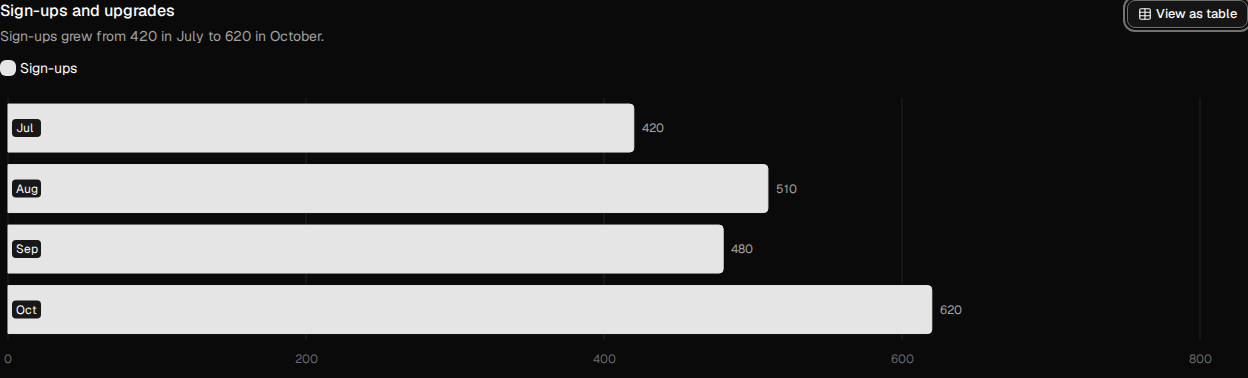 Sign-ups and upgrades
View as table
Sign-ups grew from 420 in July to 620 in October.
Sign-ups
Jul 420
Aug 510
Sep 480
Oct 620
0 200 400 600 800